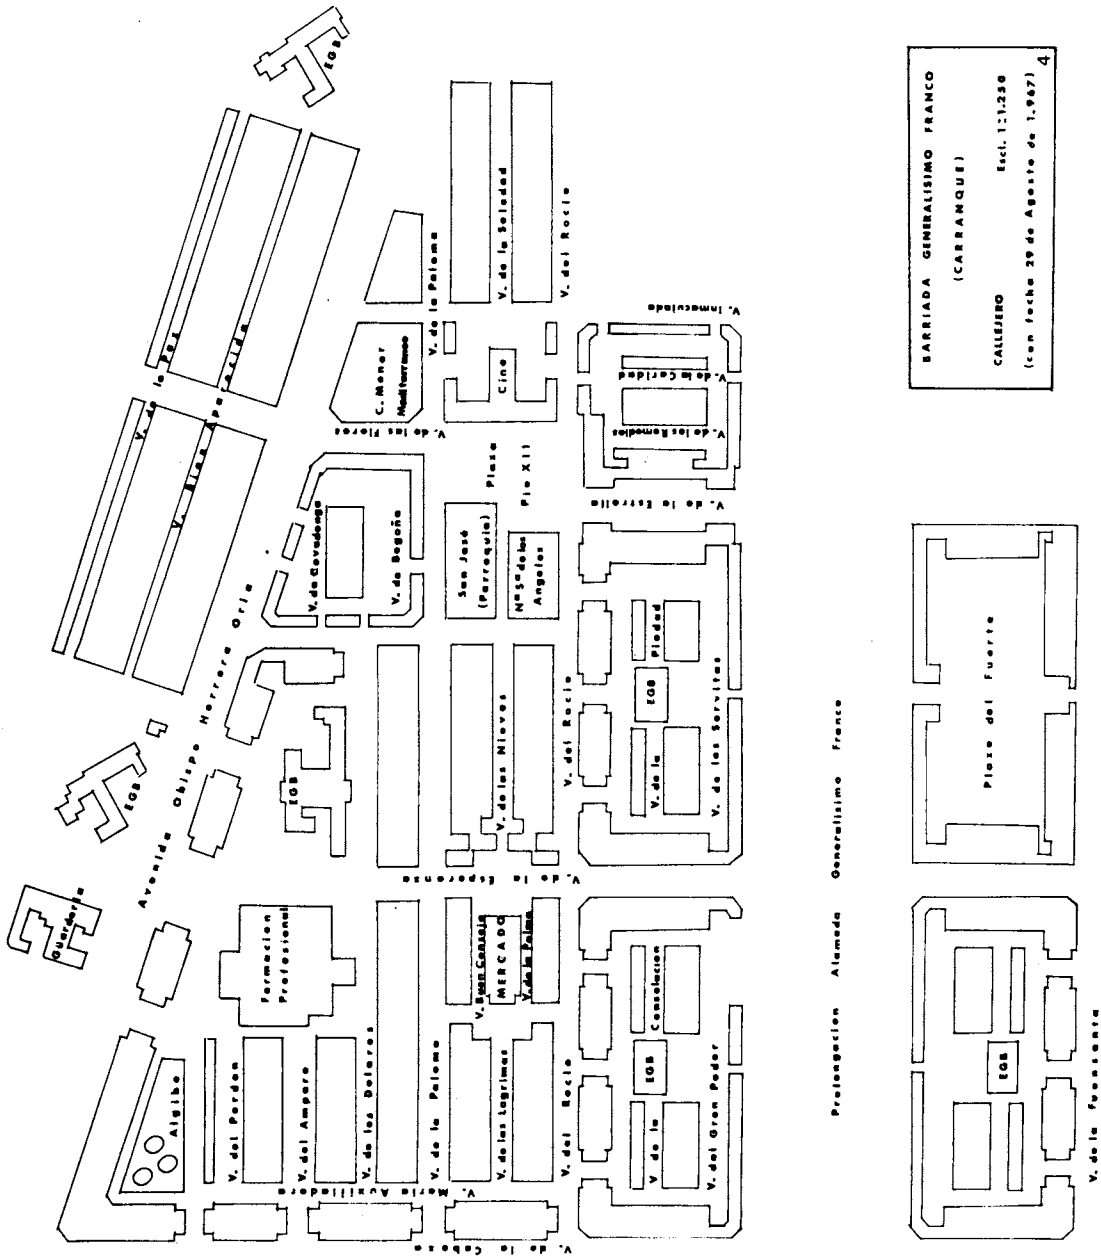 BARRIADA GENERALISIMO FRANCO
(CARRANQUE)
CALLEJERO Escl. 1:1.250
(con fecha 29 de Agosto de 1.967)
4
EGB
V. de la Paz
V. Bien Aparecida
V. de la Paloma
V. de la Soledad
V. del Rocio
C. Menor
Mediterraneo
Cine
V. Inmaculada
V. de la Caridad
V. de los Remedios
V. de las Flores
Plaza
Pio XII
V. de la Estrella
V. de Covadonga
V. de Begoña
San José
(Parroquia)
Nª Sª de los
Angeles
Avenida Obispo Herrera Oria
EGB
EGB
V. de las Nieves
V. del Rocio
V. de la Piedad
EGB
V. de los Servitas
Plaza del Fuerte
Prolongacion Alameda Generalisimo Franco
Guarderia
V. de la Esperanza
Formacion
Profesional
V. Buen Consejo
MERCADO
V. de la Palma
V. de la Consolacion
EGB
V. del Gran Poder
Algibe
V. del Perdon
V. del Amparo
V. de los Dolores
V. de la Paloma
V. de las Lagrimas
V. del Rocio
V. Maria Auxiliadora
V. de la Cabeza
EGB
V. de la Fuensanta